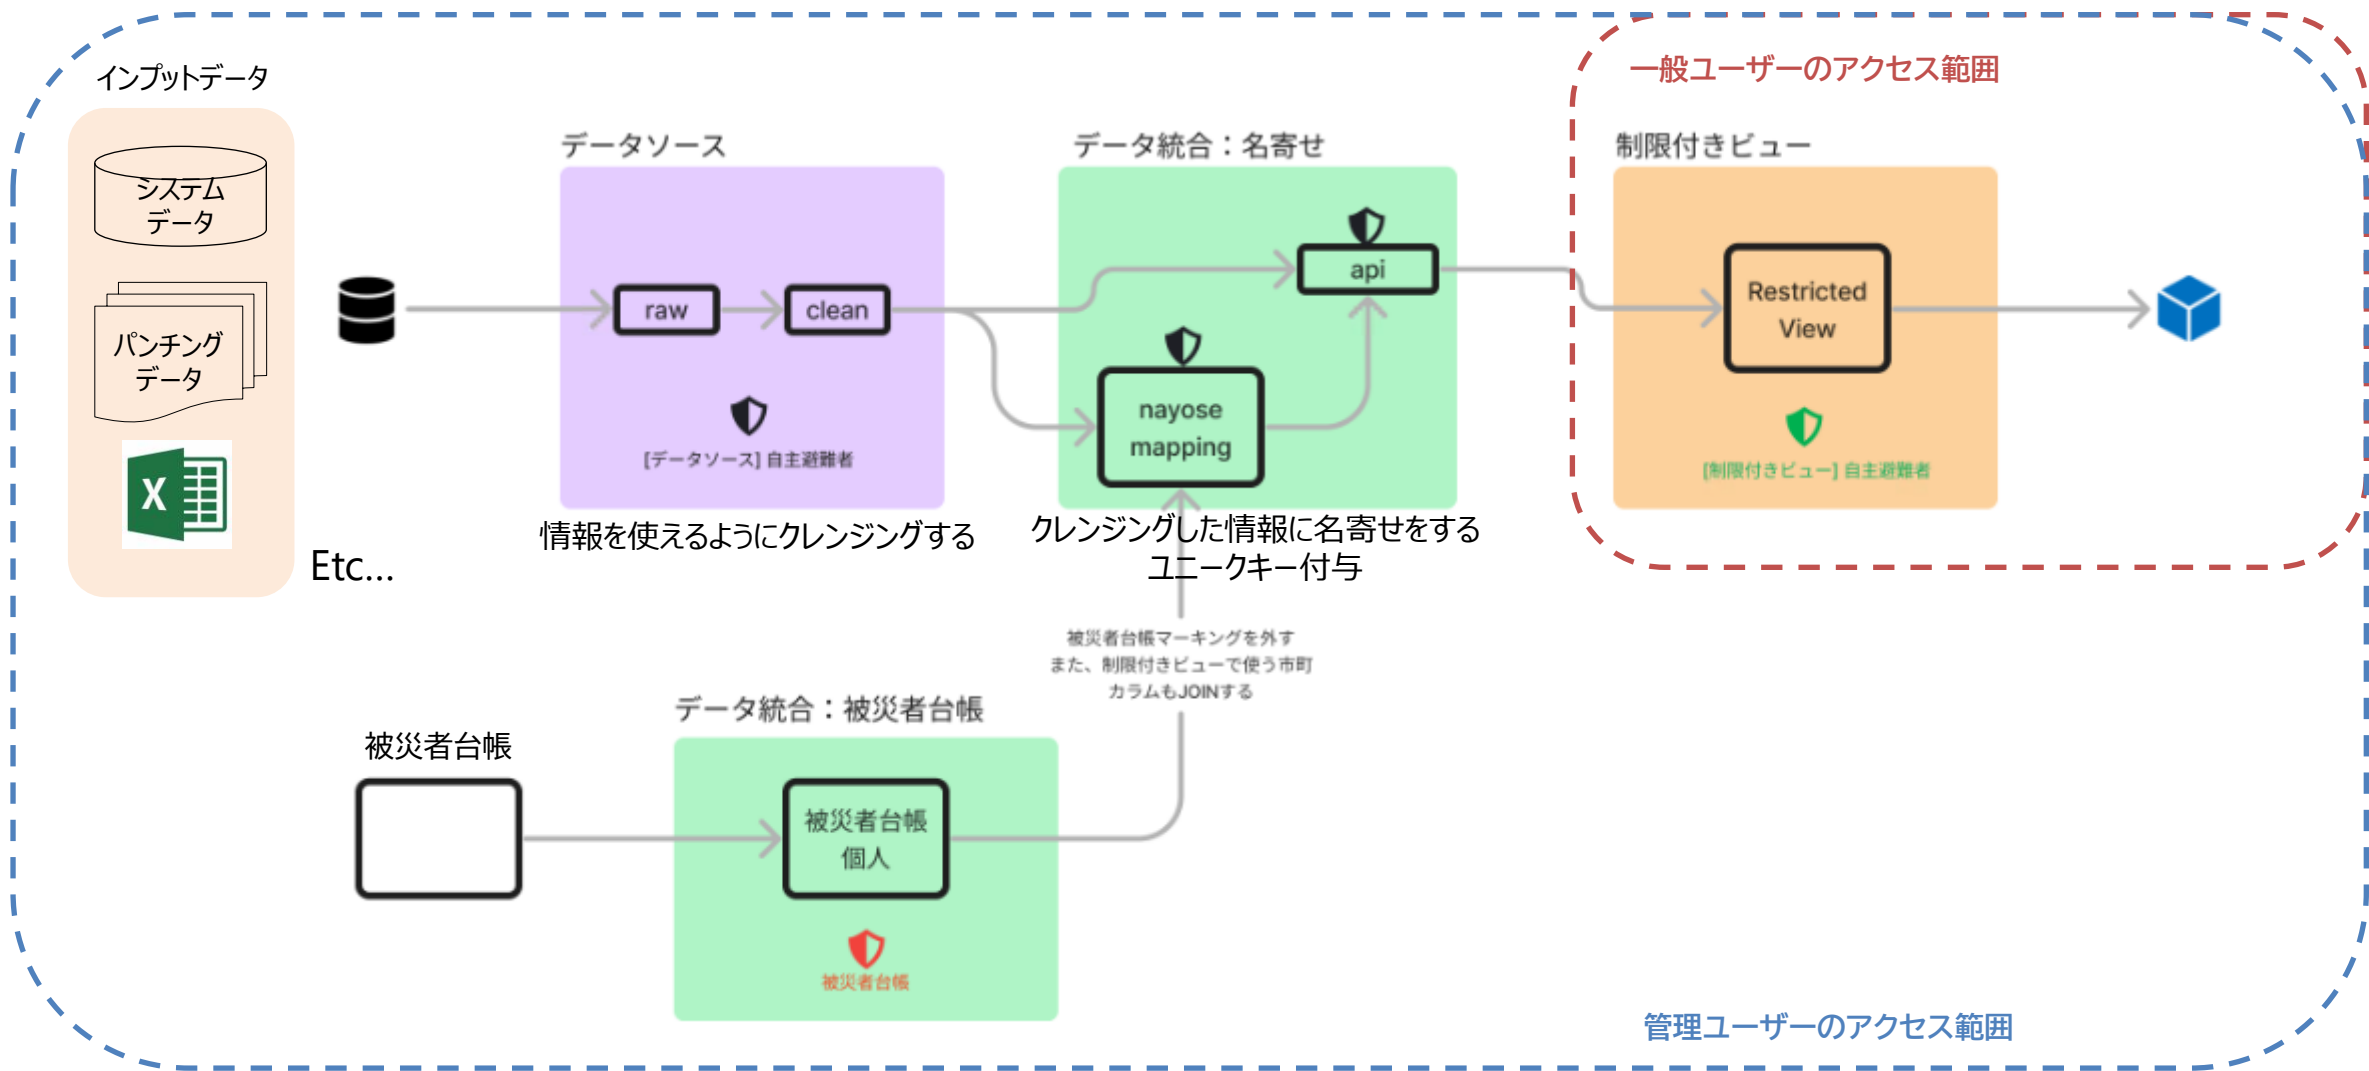 インプットデータ
システム
データ
パンチング
データ
X
Etc…
データソース
raw
clean
[データソース] 自主避難者
情報を使えるようにクレンジングする
データ統合：名寄せ
api
nayose
mapping
クレンジングした情報に名寄せをする
ユニークキー付与
一般ユーザーのアクセス範囲
制限付きビュー
Restricted
View
[制限付きビュー] 自主避難者
被災者台帳マーキングを外す
また、制限付きビューで使う市町
カラムもJOINする
被災者台帳
データ統合：被災者台帳
被災者台帳
個人
被災者台帳
管理ユーザーのアクセス範囲